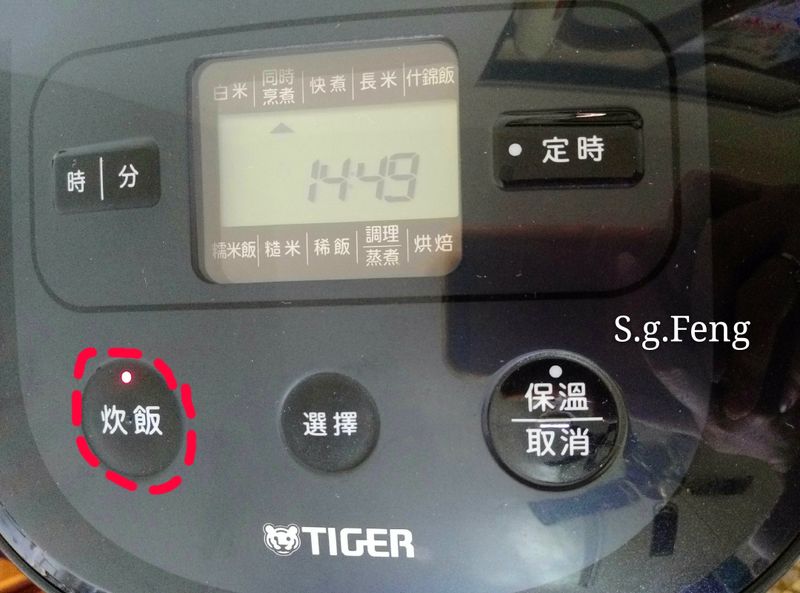 白米 同時烹煮 快煮 長米 什錦飯
時 分
14:49
定時
糯米飯 糙米 稀飯 調理蒸煮 烘焙
S.g.Feng
炊飯
選擇
保溫
取消
TIGER